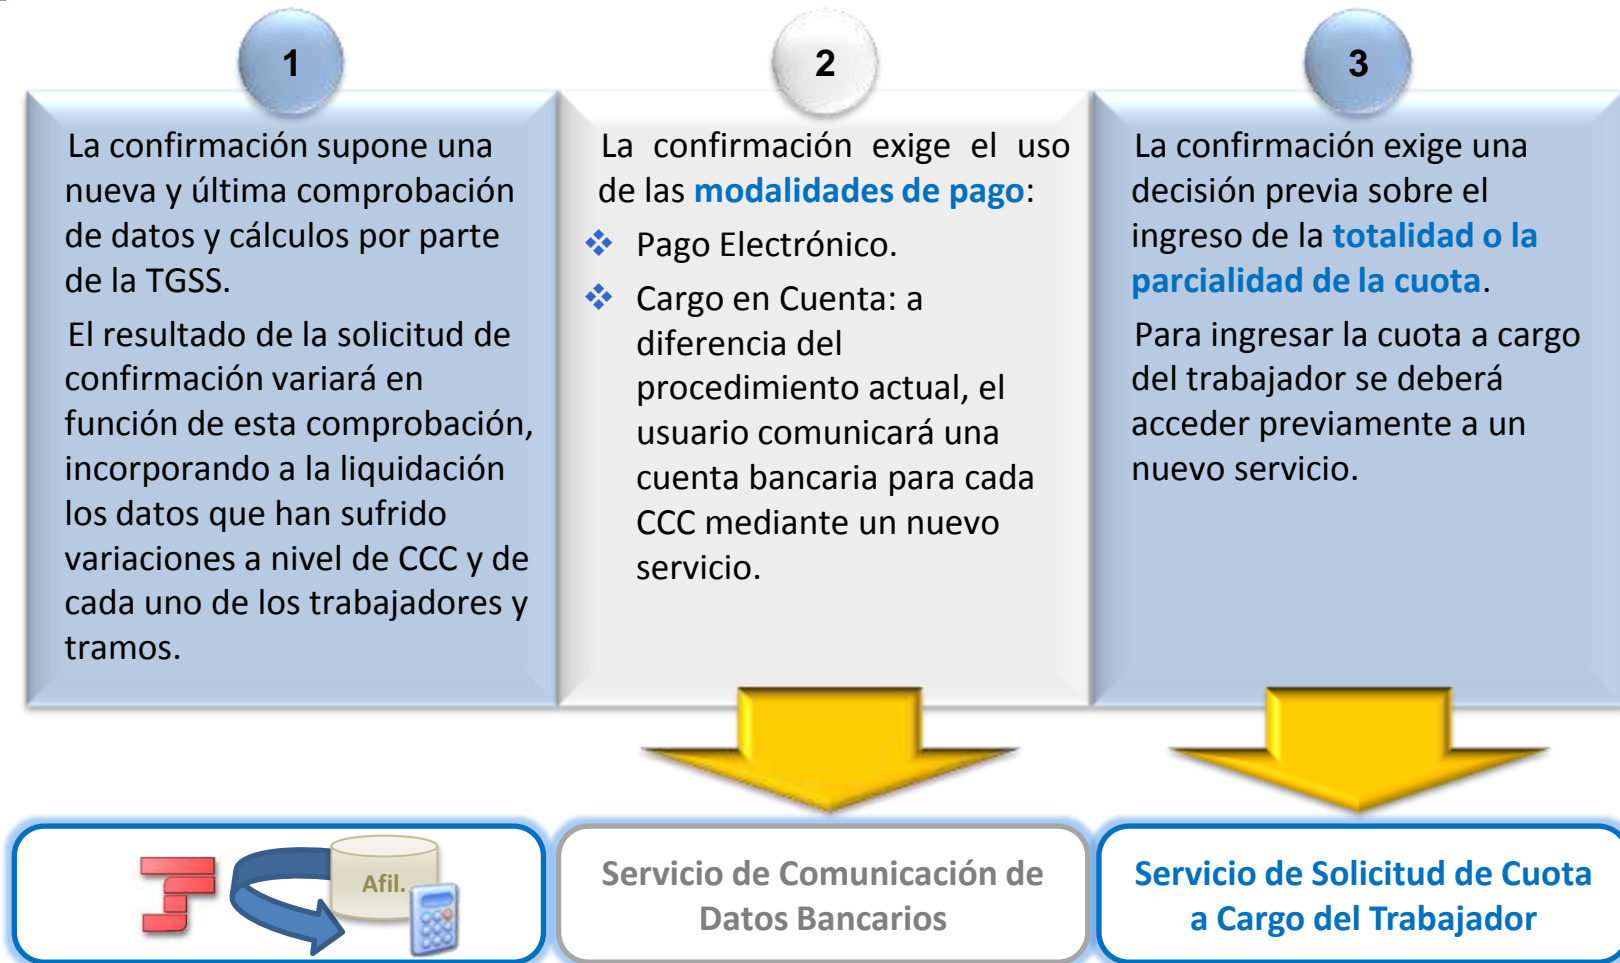 1
La confirmación supone una
nueva y última comprobación
de datos y cálculos por parte
de la TGSS.
El resultado de la solicitud de
confirmación variará en
función de esta comprobación,
incorporando a la liquidación
los datos que han sufrido
variaciones a nivel de CCC y de
cada uno de los trabajadores y
tramos.
2
La confirmación exige el uso
de las modalidades de pago:
Pago Electrónico.
Cargo en Cuenta: a
diferencia del
procedimiento actual, el
usuario comunicará una
cuenta bancaria para cada
CCC mediante un nuevo
servicio.
3
La confirmación exige una
decisión previa sobre el
ingreso de la totalidad o la
parcialidad de la cuota.
Para ingresar la cuota a cargo
del trabajador se deberá
acceder previamente a un
nuevo servicio.
Afil.
Servicio de Comunicación de
Datos Bancarios
Servicio de Solicitud de Cuota
a Cargo del Trabajador